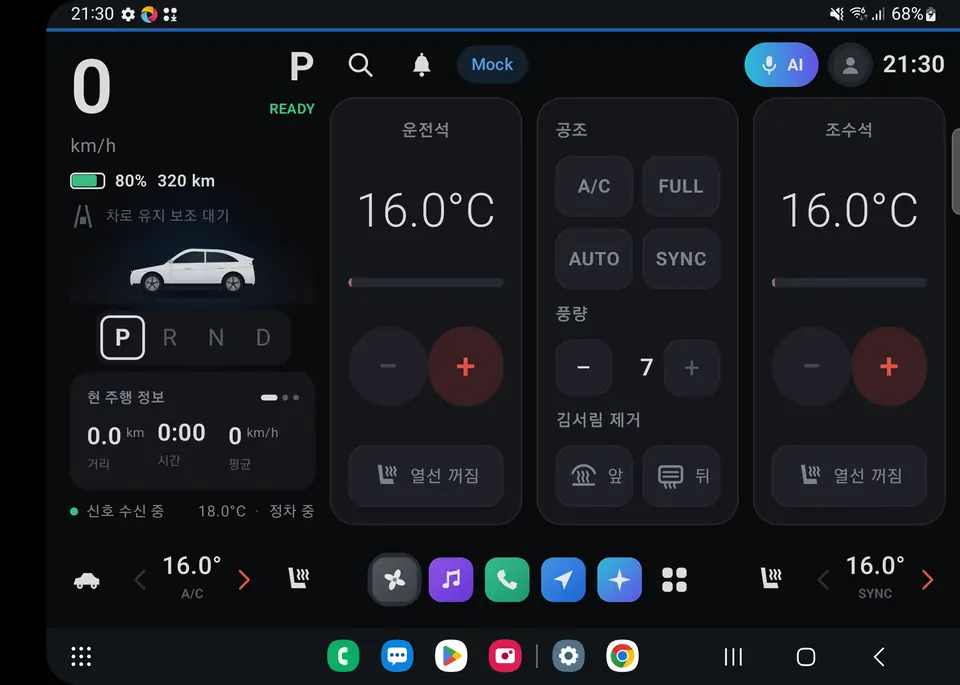 21:30
68%
0
P
READY
km/h
80% 320 km
차로 유지 보조 대기
P R N D
현 주행 정보
0.0 km 0:00 0 km/h
거리 시간 평균
신호 수신 중 18.0°C · 정차 중
Mock
AI
21:30
운전석
16.0°C
− +
열선 꺼짐
공조
A/C FULL
AUTO SYNC
풍량
− 7 +
김서림 제거
앞 뒤
조수석
16.0°C
− +
열선 꺼짐
16.0°
A/C
16.0°
SYNC